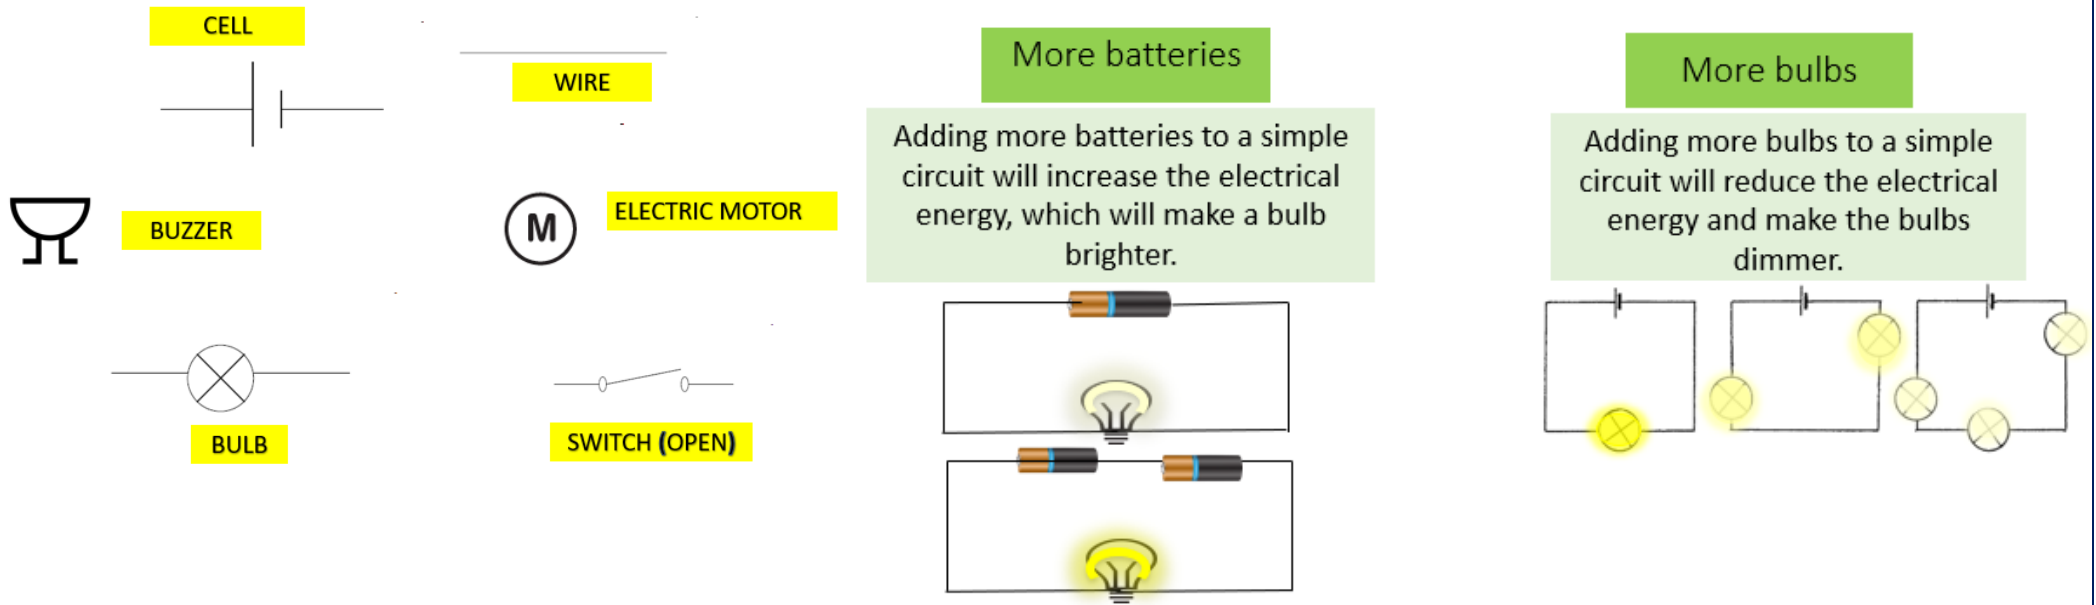 CELL
WIRE
BUZZER
M
ELECTRIC MOTOR
BULB
SWITCH (OPEN)
More batteries
Adding more batteries to a simple
circuit will increase the electrical
energy, which will make a bulb
brighter.
More bulbs
Adding more bulbs to a simple
circuit will reduce the electrical
energy and make the bulbs
dimmer.